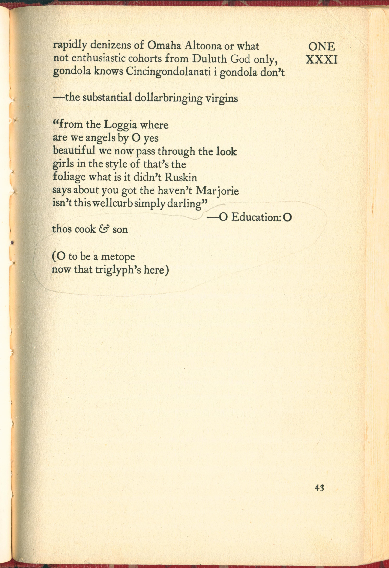 rapidly denizens of Omaha Altoona or what
not enthusiastic cohorts from Duluth God only,
gondola knows Cincingondolanati i gondola don't
ONE
XXXI
—the substantial dollarbringing virgins
"from the Loggia where
are we angels by O yes
beautiful we now pass through the look
girls in the style of that's the
foliage what is it didn't Ruskin
says about you got the haven't Marjorie
isn't this wellcurb simply darling"
—O Education:O
thos cook & son
(O to be a metope
now that triglyph's here)
43